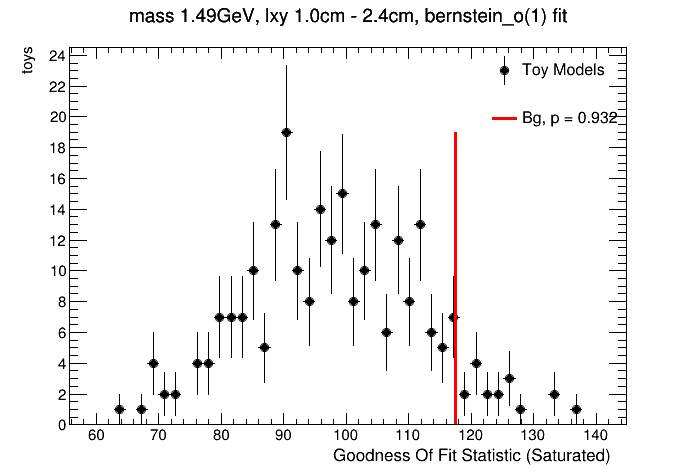 mass 1.49GeV, lxy 1.0cm - 2.4cm, bernstein_o(1) fit
toys
24
22
20
18
16
14
12
10
8
6
4
2
0
Toy Models
Bg, p = 0.932
60 70 80 90 100 110 120 130 140
Goodness Of Fit Statistic (Saturated)